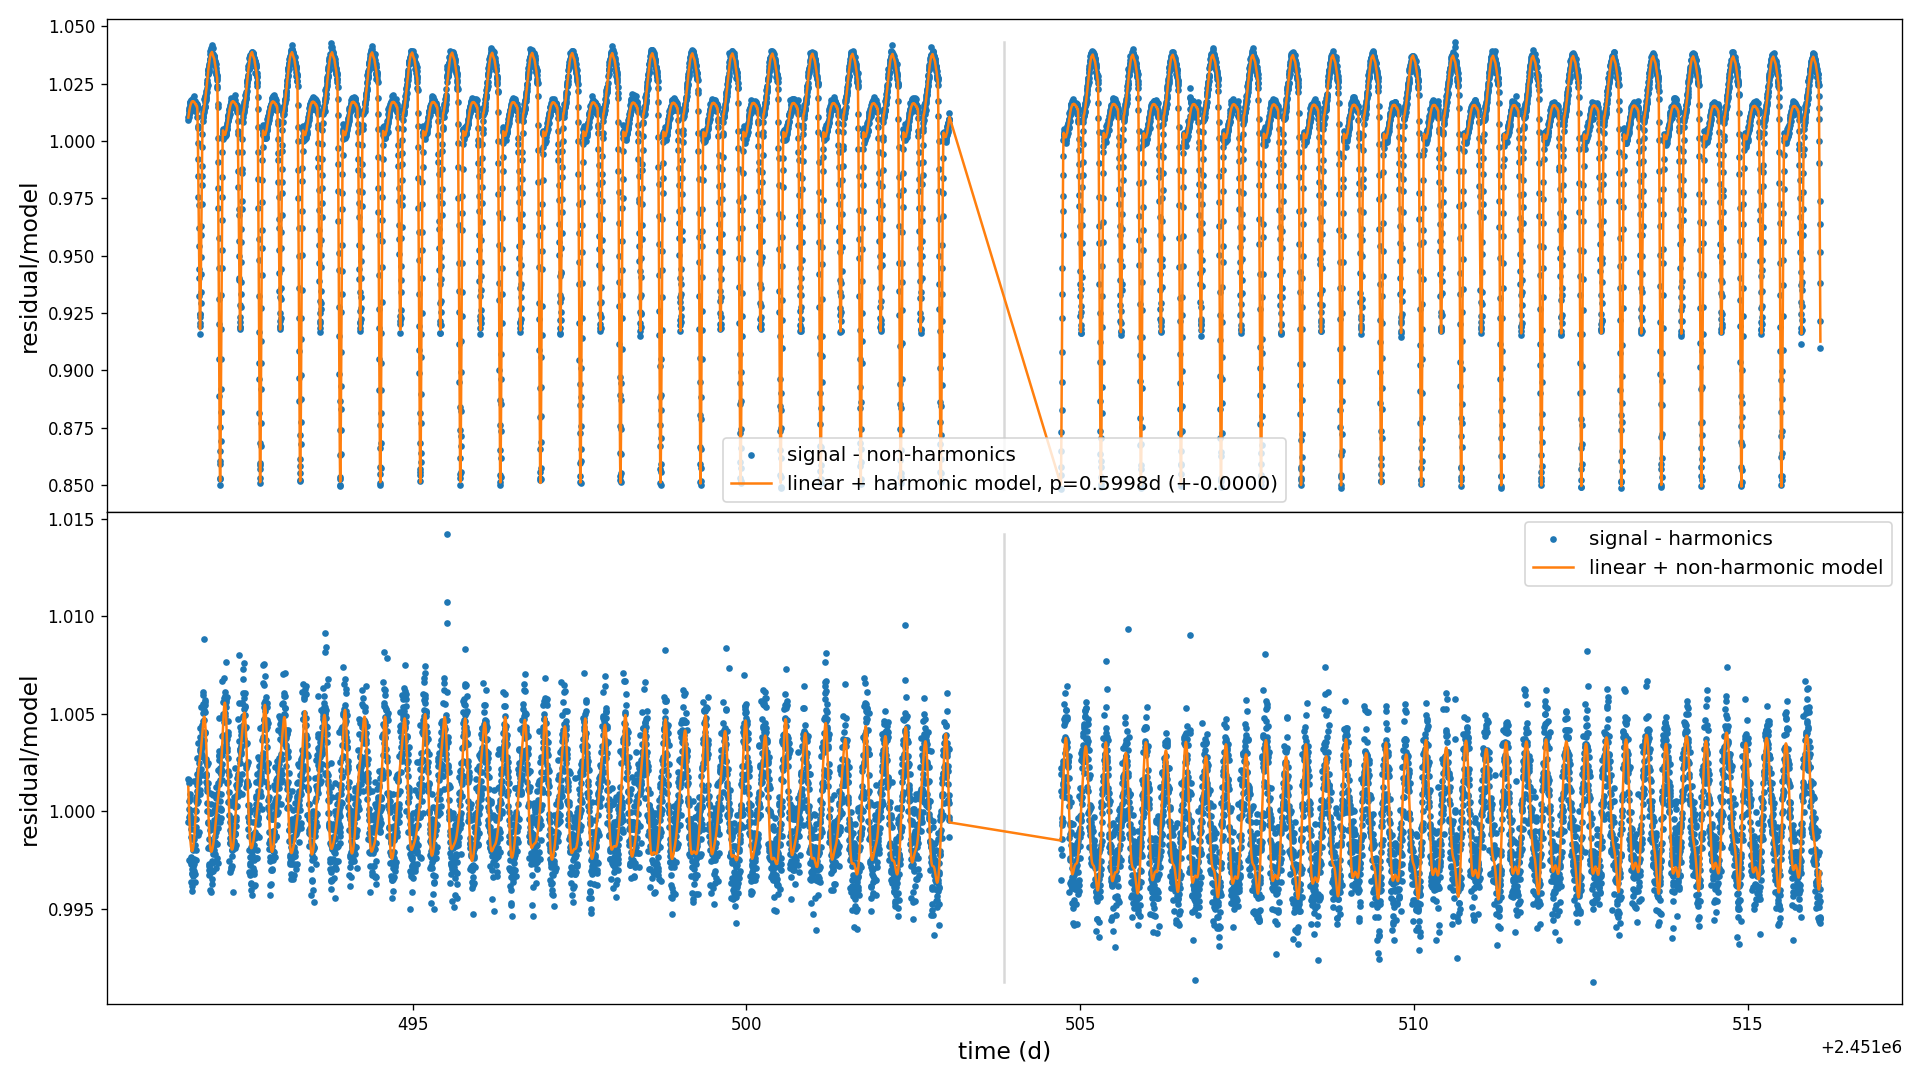 1.050
1.025
1.000
0.975
0.950
0.925
0.900
0.875
0.850
residual/model
signal - non-harmonics
linear + harmonic model, p=0.5998d (+-0.0000)
1.015
1.010
1.005
1.000
0.995
residual/model
signal - harmonics
linear + non-harmonic model
495
500
505
510
515
time (d)
+2.451e6